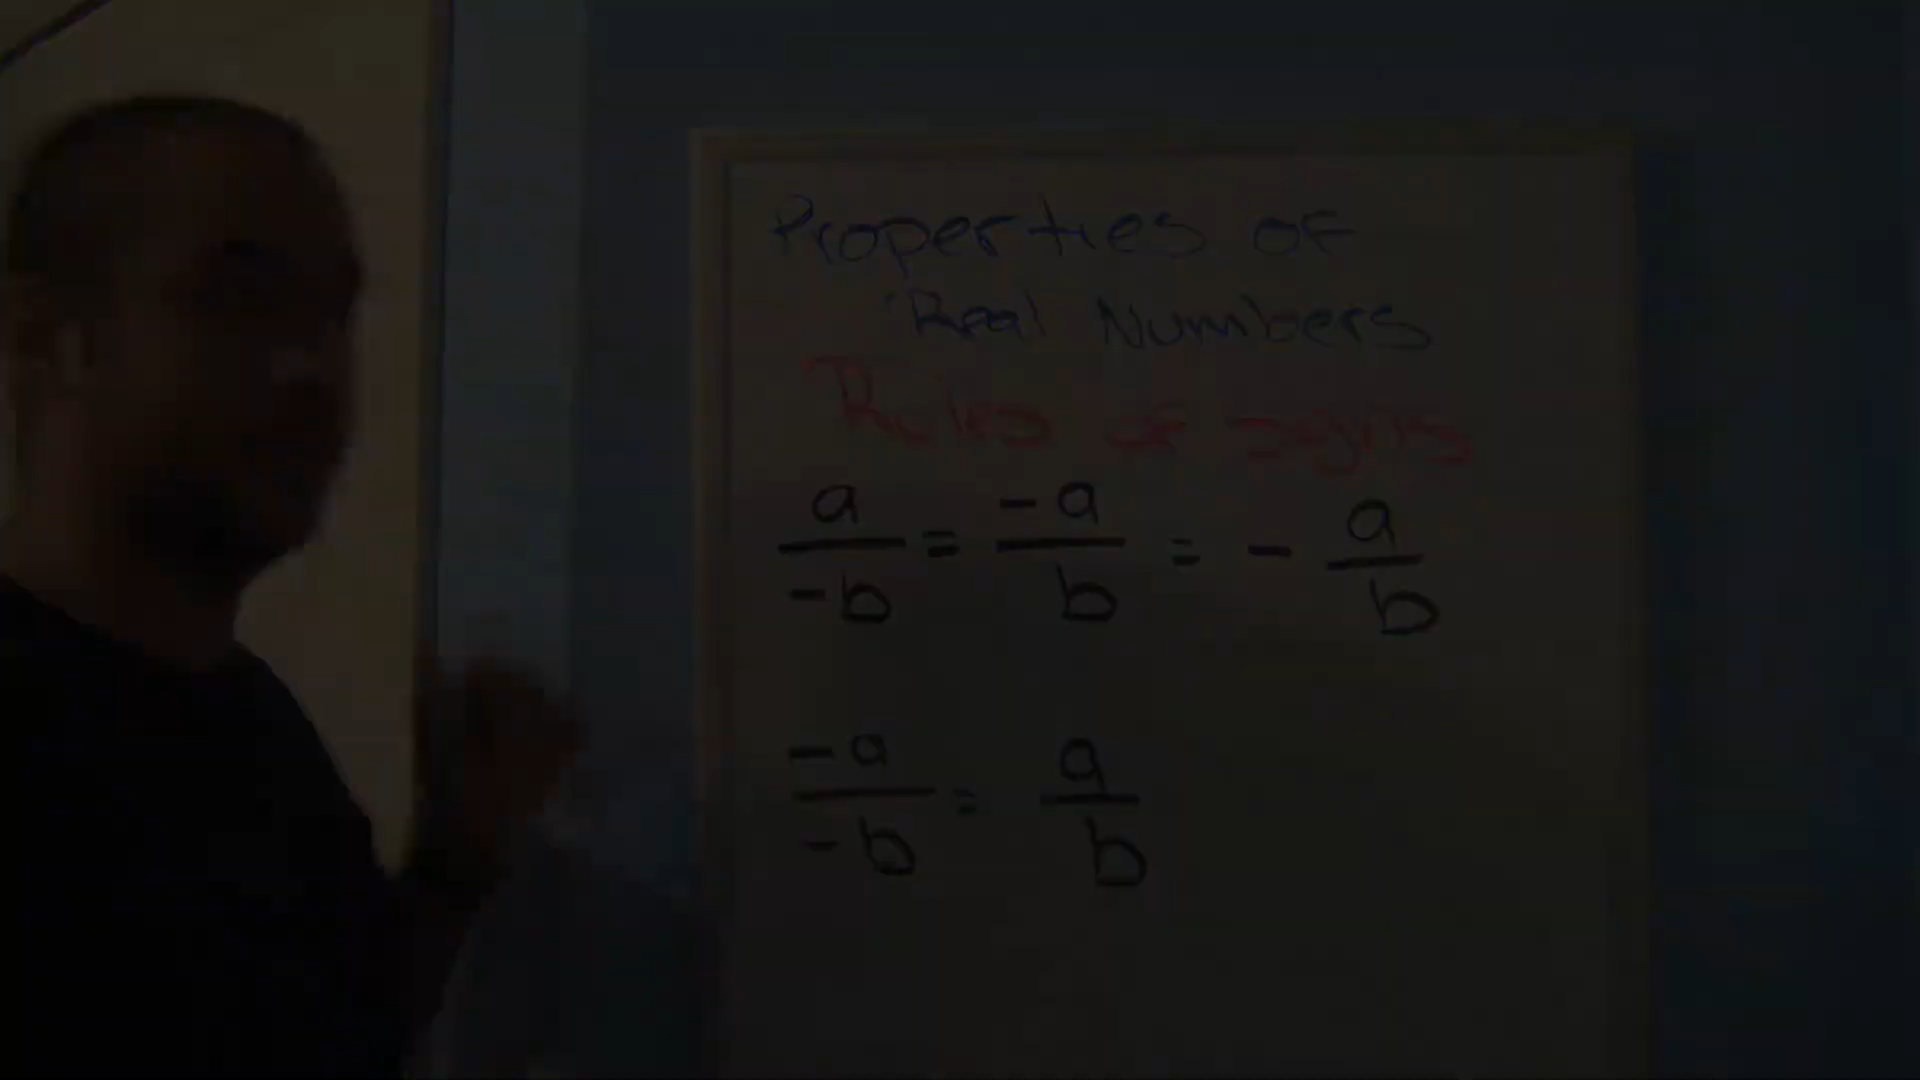 Properties of
Real Numbers
Rules of signs
a/-b = -a/b = - a/b
-a/-b = a/b